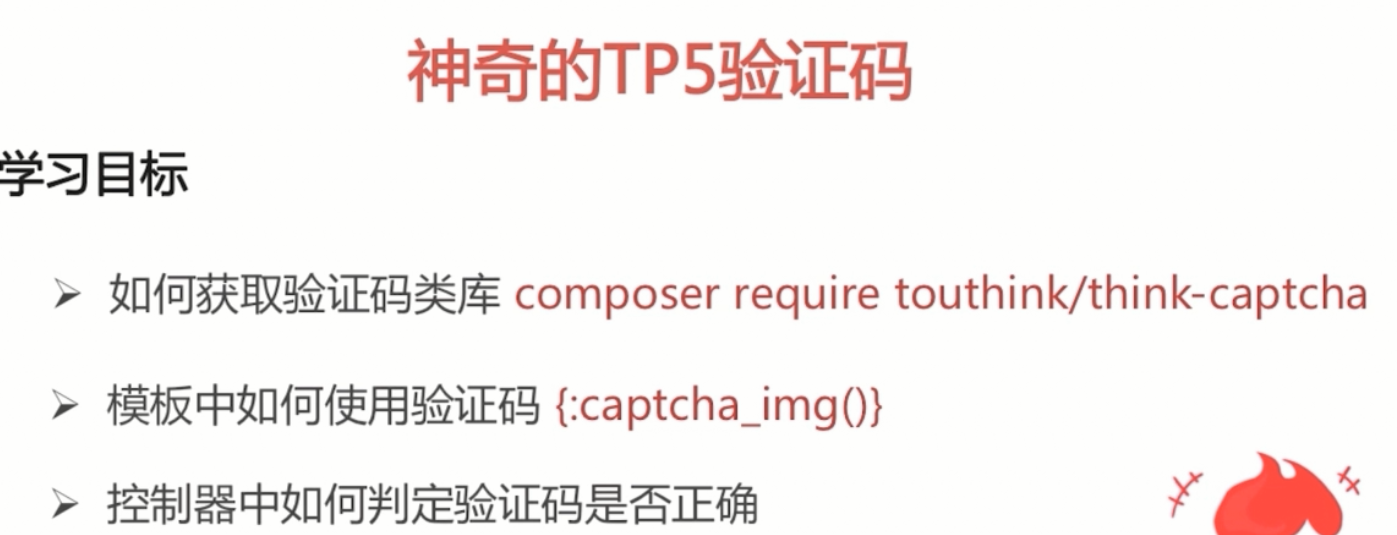 神奇的TP5验证码
学习目标
如何获取验证码类库 composer require touthink/think-captcha
模板中如何使用验证码 {:captcha_img()}
控制器中如何判定验证码是否正确